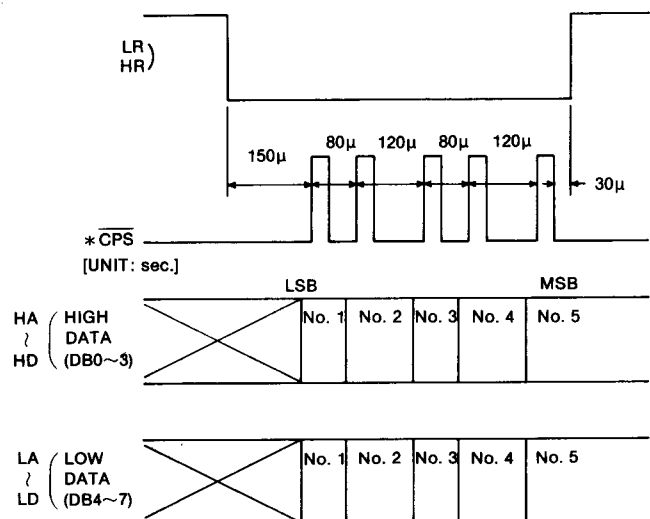 LR
HR )
80µ 120µ 80µ 120µ
150µ
30µ
* C̅P̅S̅
[UNIT: sec.]
LSB MSB
HA ( HIGH
~ DATA
HD (DB0~3)
No. 1 No. 2 No. 3 No. 4 No. 5
LA ( LOW
~ DATA
LD (DB4~7)
No. 1 No. 2 No. 3 No. 4 No. 5